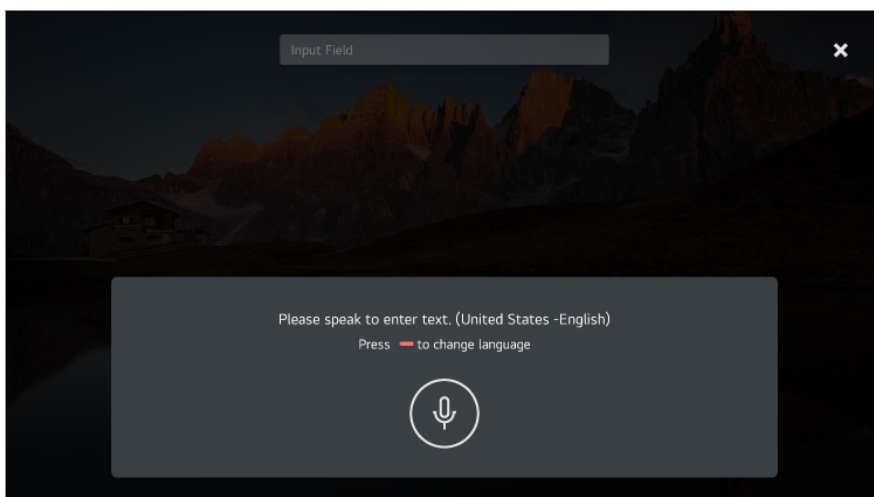 Input Field
Please speak to enter text. (United States -English)
Press to change language